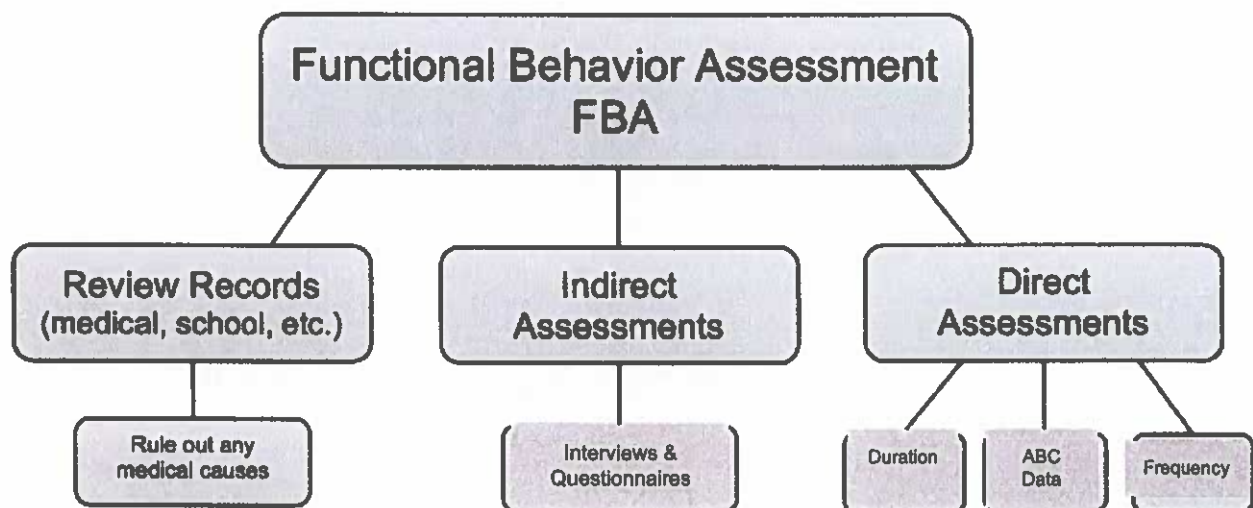 Functional Behavior Assessment
FBA
Review Records
(medical, school, etc.)
Indirect
Assessments
Direct
Assessments
Rule out any
medical causes
Interviews &
Questionnaires
Duration
ABC
Data
Frequency